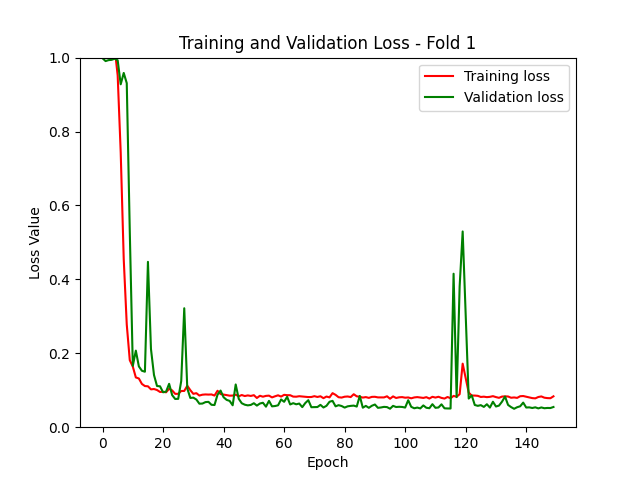 Training and Validation Loss - Fold 1
Training loss
Validation loss
Loss Value
1.0
0.8
0.6
0.4
0.2
0.0
0 20 40 60 80 100 120 140
Epoch